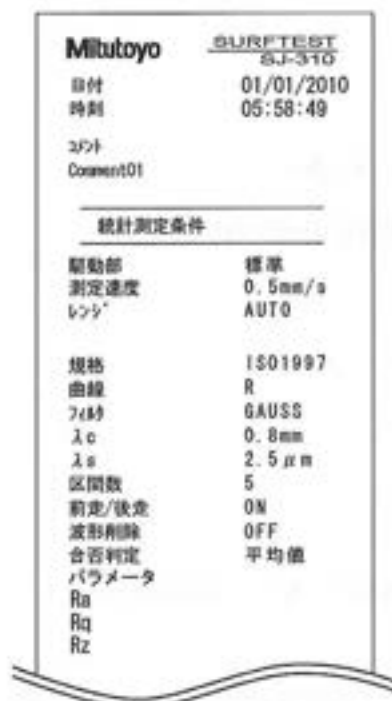 Mitutoyo SURFTEST
SJ-310
日付 01/01/2010
時刻 05:58:49
ｺﾒﾝﾄ
Comment01
統計測定条件
駆動部 標準
測定速度 0.5mm/s
ﾚﾝｼﾞ AUTO
規格 ISO1997
曲線 R
ﾌｨﾙﾀ GAUSS
λc 0.8mm
λs 2.5μm
区間数 5
前走/後走 ON
波形削除 OFF
合否判定 平均値
パラメータ
Ra
Rq
Rz